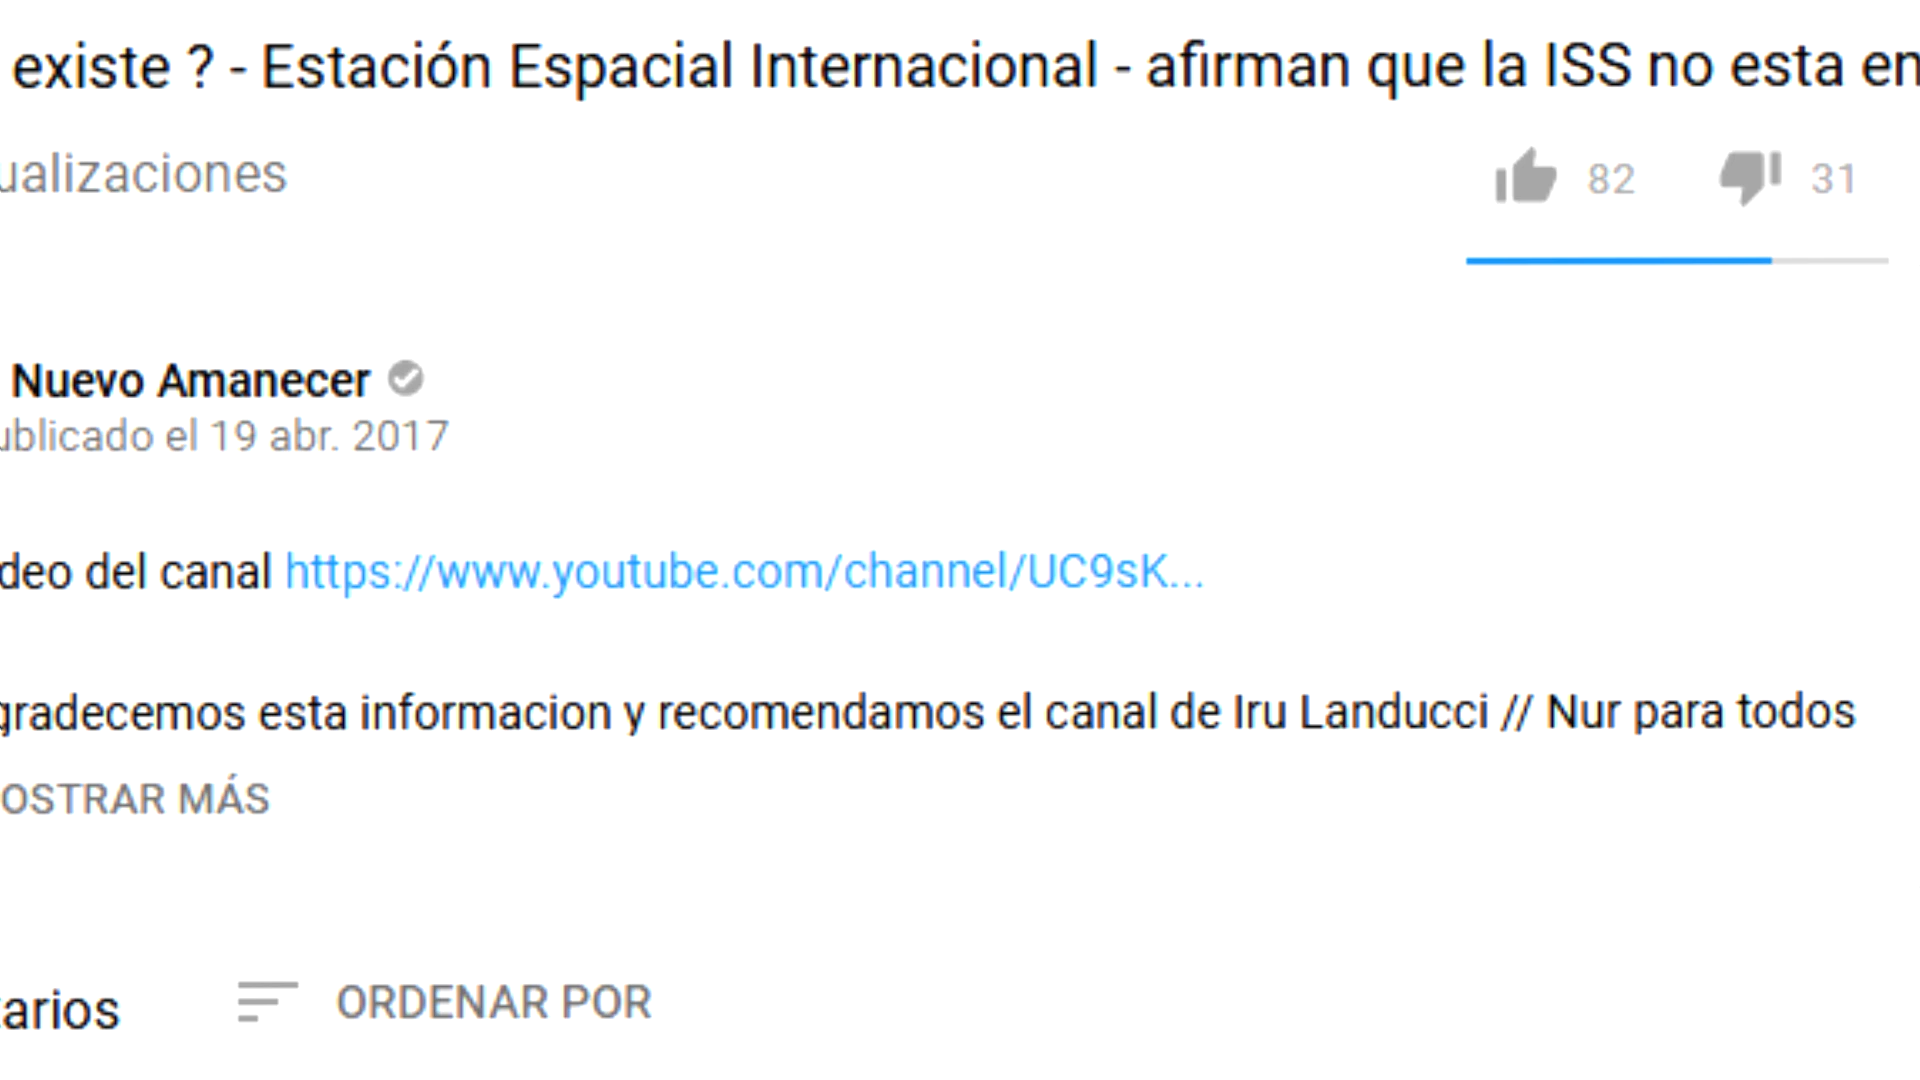 existe ? - Estación Espacial Internacional - afirman que la ISS no esta en
ualizaciones
82 31
Nuevo Amanecer
ublicado el 19 abr. 2017
deo del canal https://www.youtube.com/channel/UC9sK...
gradecemos esta informacion y recomendamos el canal de Iru Landucci // Nur para todos
OSTRAR MÁS
tarios ORDENAR POR